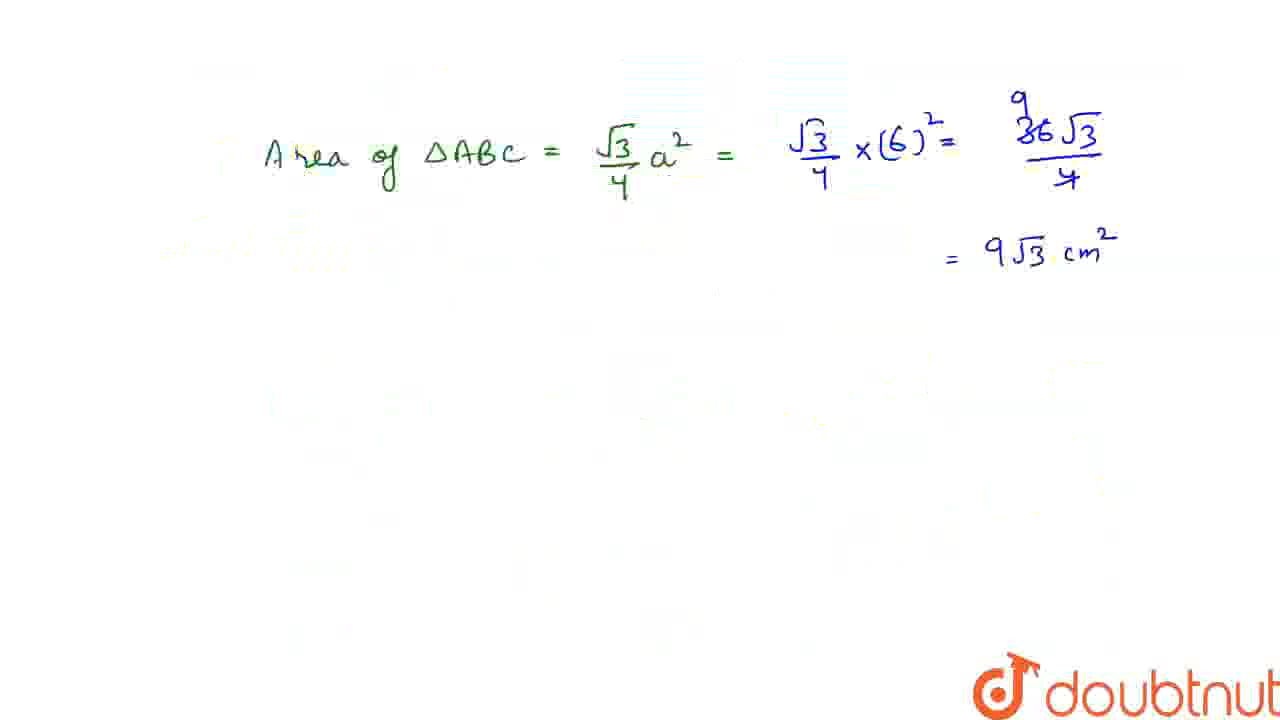 Area of ΔABC = √3/4 a² = √3/4 × (6)² = 9 36√3/4
= 9√3 cm²
doubtnut